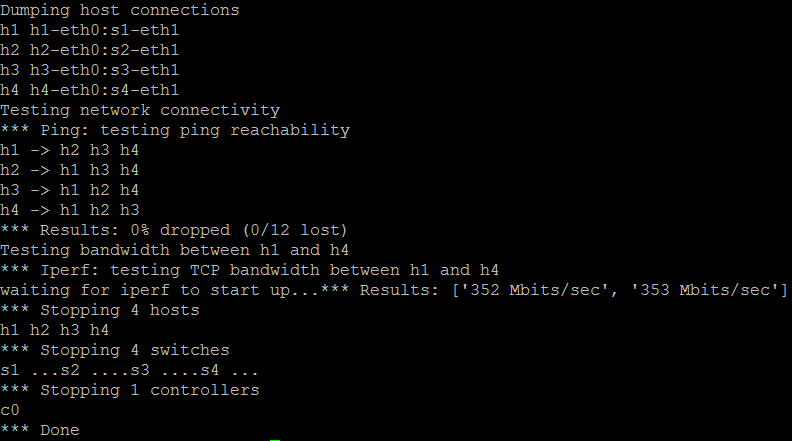 Dumping host connections
h1 h1-eth0:s1-eth1
h2 h2-eth0:s2-eth1
h3 h3-eth0:s3-eth1
h4 h4-eth0:s4-eth1
Testing network connectivity
*** Ping: testing ping reachability
h1 -> h2 h3 h4
h2 -> h1 h3 h4
h3 -> h1 h2 h4
h4 -> h1 h2 h3
*** Results: 0% dropped (0/12 lost)
Testing bandwidth between h1 and h4
*** Iperf: testing TCP bandwidth between h1 and h4
waiting for iperf to start up...*** Results: ['352 Mbits/sec', '353 Mbits/sec']
*** Stopping 4 hosts
h1 h2 h3 h4
*** Stopping 4 switches
s1 ...s2 ....s3 ....s4 ...
*** Stopping 1 controllers
c0
*** Done